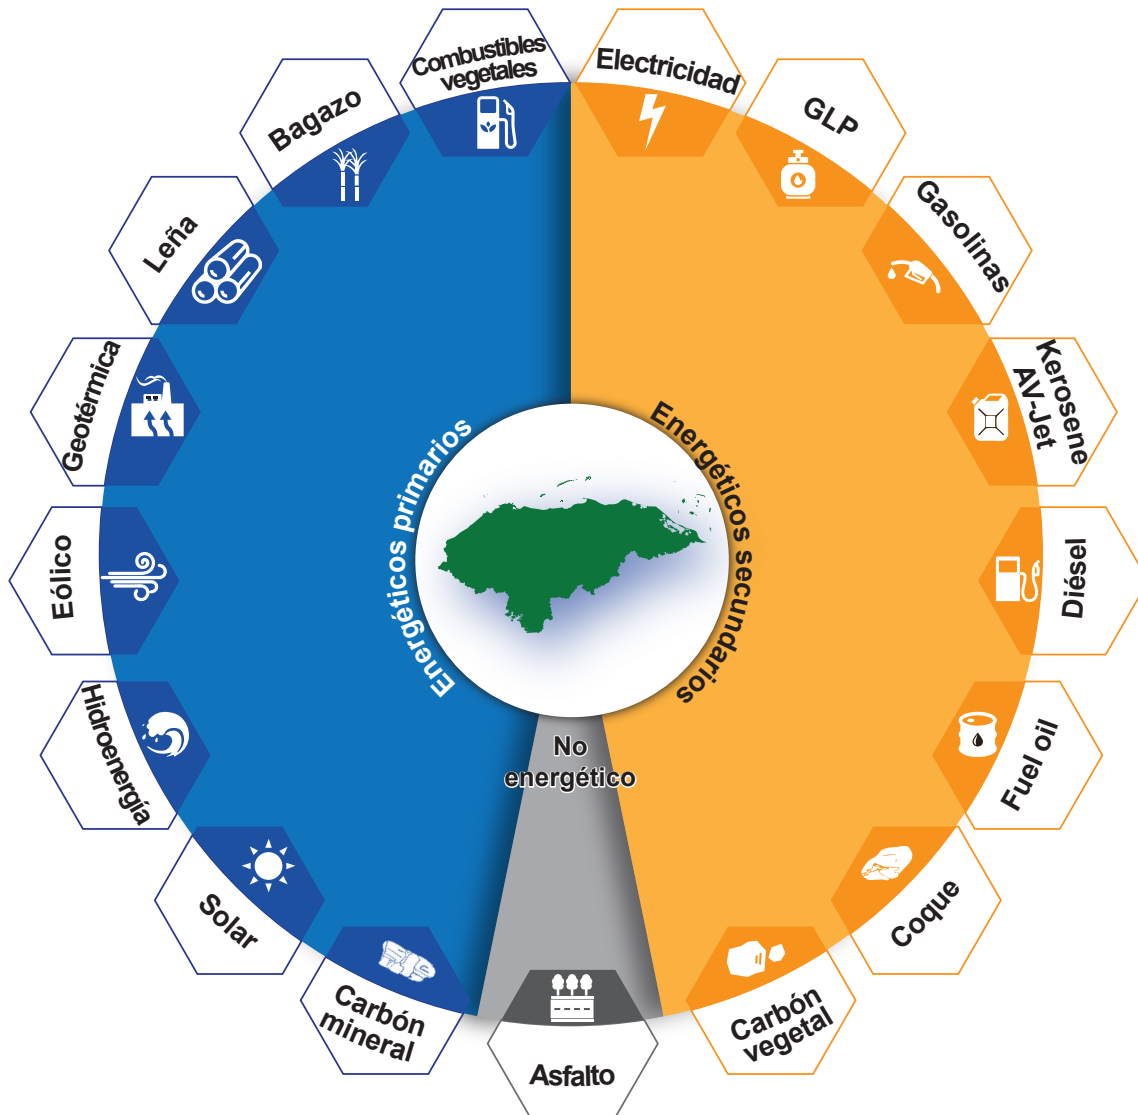 Combustibles
vegetales
Electricidad
Bagazo
GLP
Leña
Gasolinas
Geotérmica
Kerosene
AV-Jet
Energéticos primarios
Energéticos secundarios
Eólico
Diésel
Hidroenergía
Fuel oil
No
energético
Solar
Coque
Carbón
mineral
Carbón
vegetal
Asfalto